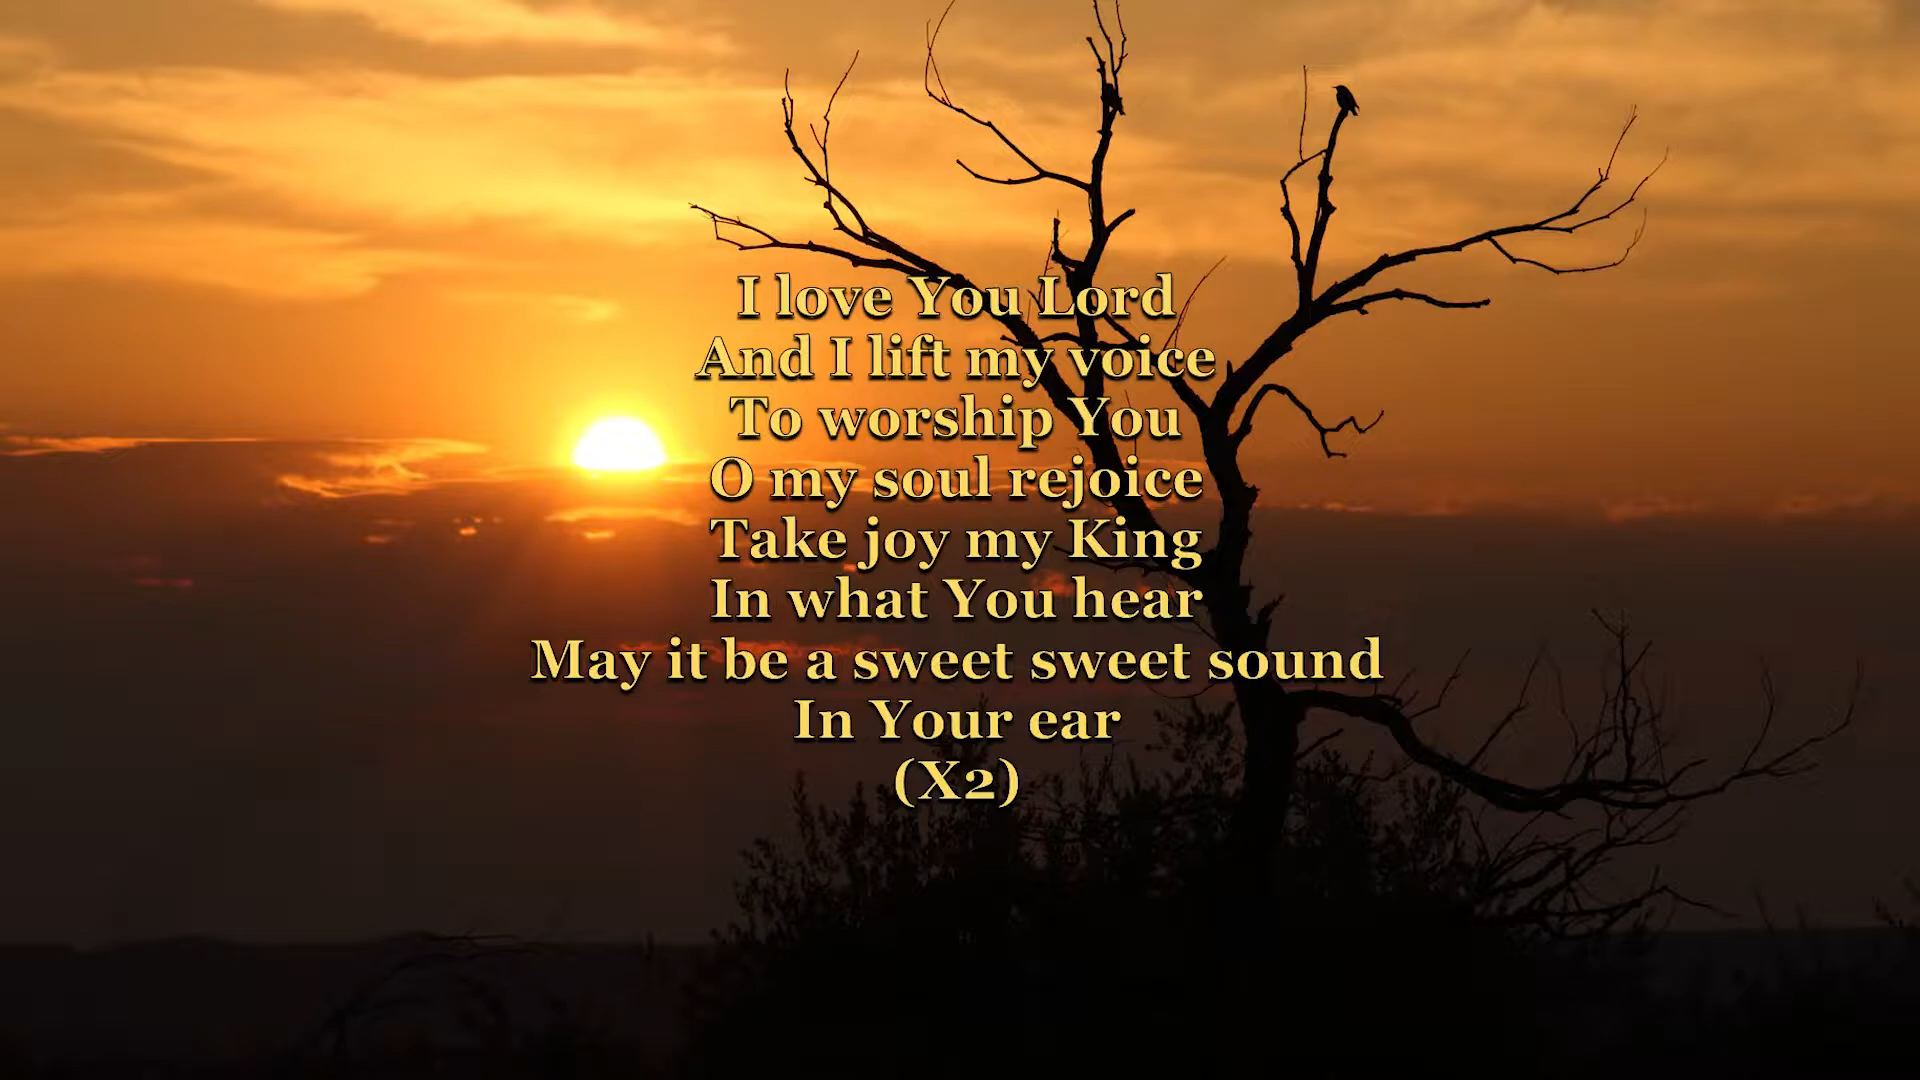 I love You Lord
And I lift my voice
To worship You
O my soul rejoice
Take joy my King
In what You hear
May it be a sweet sweet sound
In Your ear
(X2)